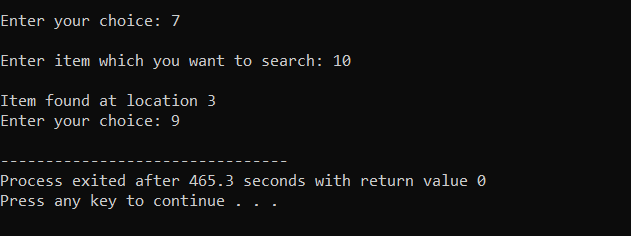 Enter your choice: 7
Enter item which you want to search: 10
Item found at location 3
Enter your choice: 9
--------------------------------
Process exited after 465.3 seconds with return value 0
Press any key to continue . . .